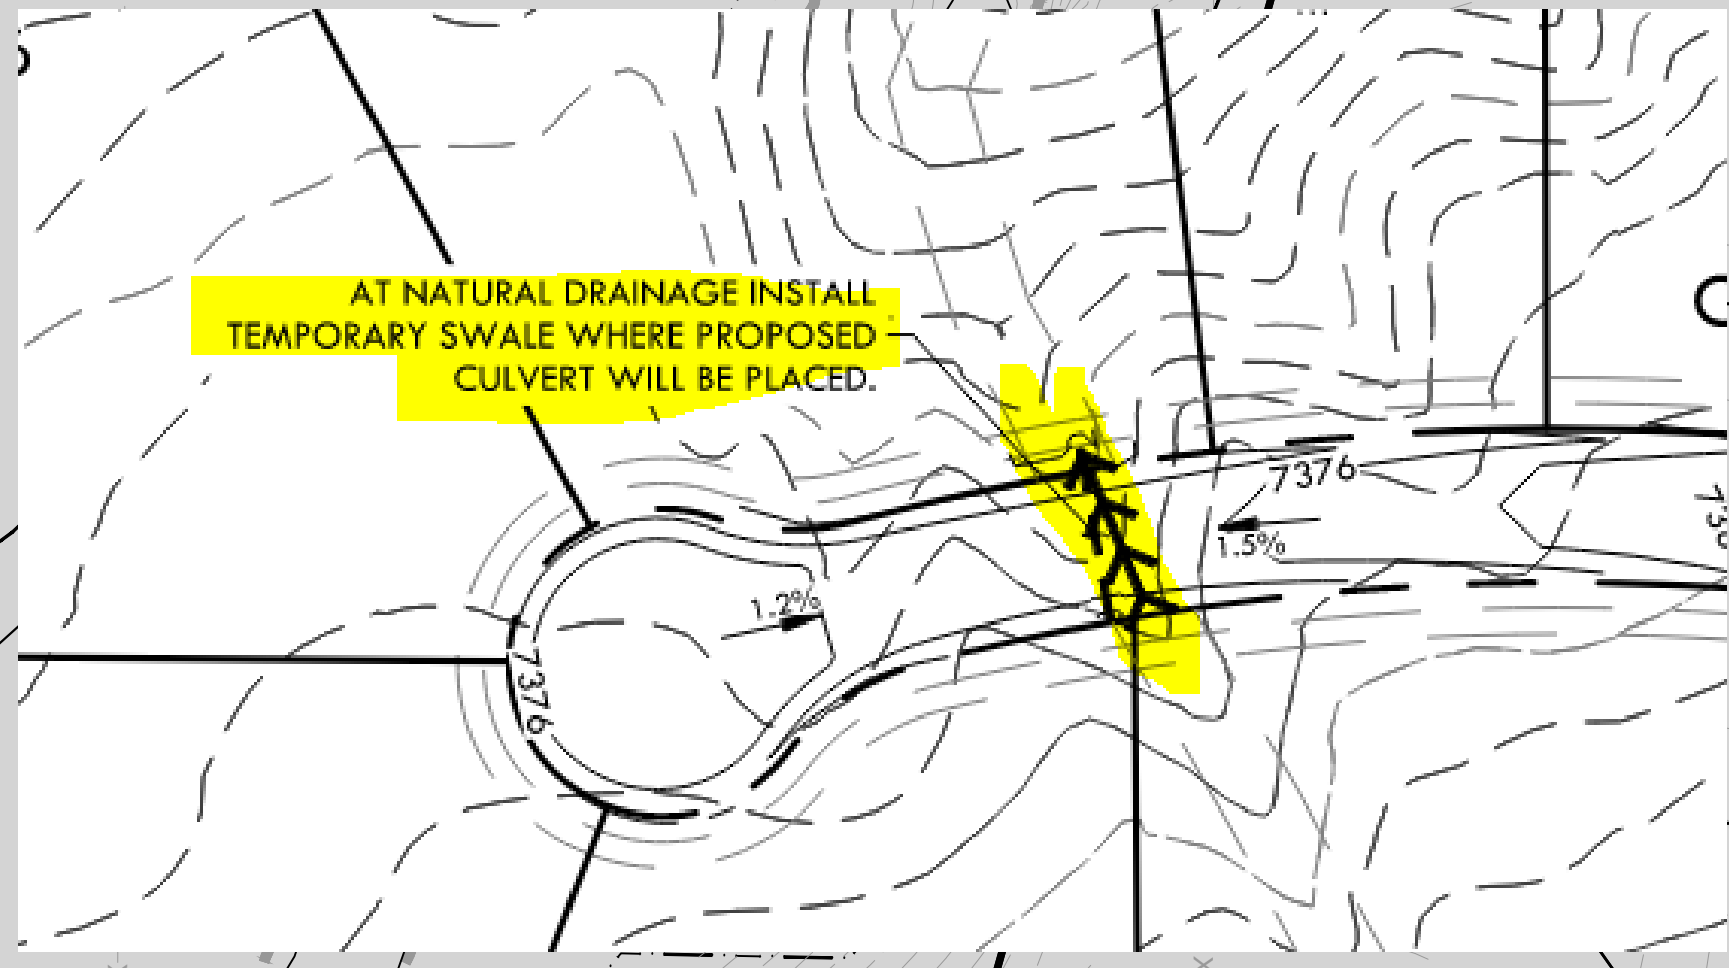 AT NATURAL DRAINAGE INSTALL
TEMPORARY SWALE WHERE PROPOSED
CULVERT WILL BE PLACED.
7376
1.5%
1.2%
7376